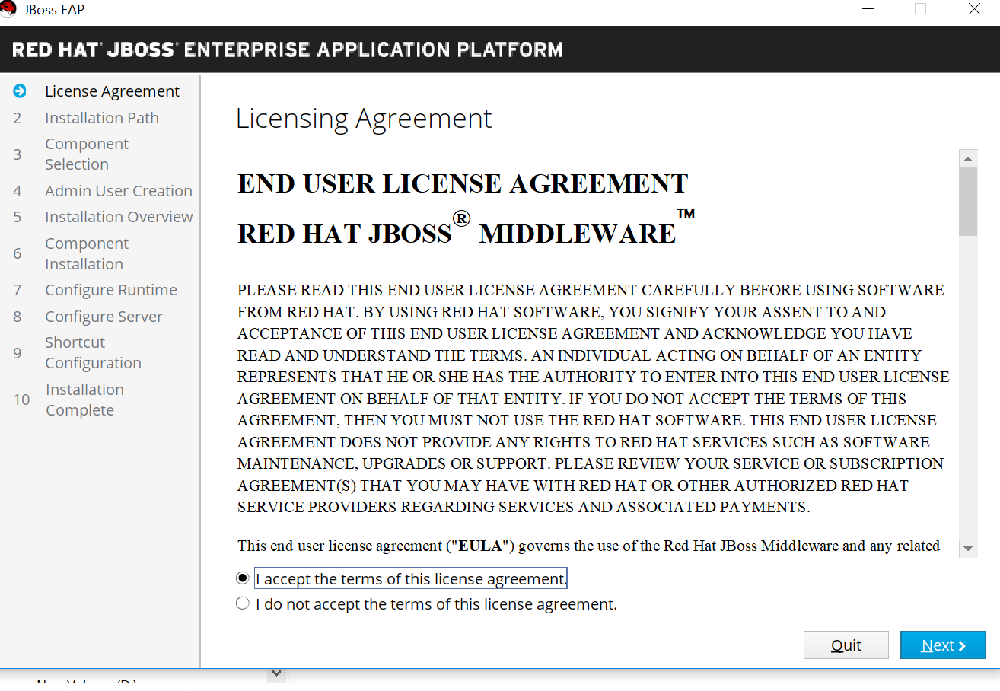 JBoss EAP
RED HAT® JBOSS® ENTERPRISE APPLICATION PLATFORM
License Agreement
2 Installation Path
3 Component
Selection
4 Admin User Creation
5 Installation Overview
6 Component
Installation
7 Configure Runtime
8 Configure Server
9 Shortcut
Configuration
10 Installation
Complete
Licensing Agreement
END USER LICENSE AGREEMENT
RED HAT JBOSS® MIDDLEWARE™
PLEASE READ THIS END USER LICENSE AGREEMENT CAREFULLY BEFORE USING SOFTWARE
FROM RED HAT. BY USING RED HAT SOFTWARE, YOU SIGNIFY YOUR ASSENT TO AND
ACCEPTANCE OF THIS END USER LICENSE AGREEMENT AND ACKNOWLEDGE YOU HAVE
READ AND UNDERSTAND THE TERMS. AN INDIVIDUAL ACTING ON BEHALF OF AN ENTITY
REPRESENTS THAT HE OR SHE HAS THE AUTHORITY TO ENTER INTO THIS END USER LICENSE
AGREEMENT ON BEHALF OF THAT ENTITY. IF YOU DO NOT ACCEPT THE TERMS OF THIS
AGREEMENT, THEN YOU MUST NOT USE THE RED HAT SOFTWARE. THIS END USER LICENSE
AGREEMENT DOES NOT PROVIDE ANY RIGHTS TO RED HAT SERVICES SUCH AS SOFTWARE
MAINTENANCE, UPGRADES OR SUPPORT. PLEASE REVIEW YOUR SERVICE OR SUBSCRIPTION
AGREEMENT(S) THAT YOU MAY HAVE WITH RED HAT OR OTHER AUTHORIZED RED HAT
SERVICE PROVIDERS REGARDING SERVICES AND ASSOCIATED PAYMENTS.
This end user license agreement ("EULA") governs the use of the Red Hat JBoss Middleware and any related
I accept the terms of this license agreement.
I do not accept the terms of this license agreement.
Quit
Next